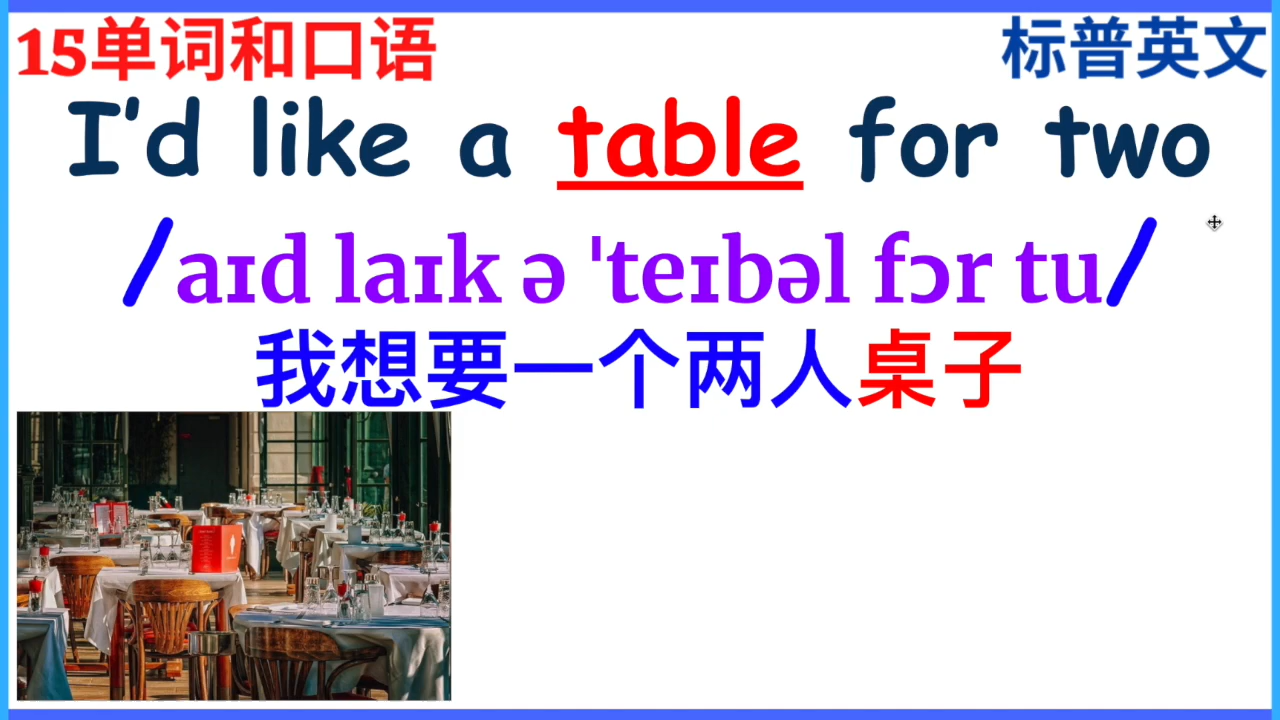 15单词和口语
标普英文
I'd like a table for two
/aɪd laɪk ə ˈteɪbəl fɔr tu/
我想要一个两人桌子